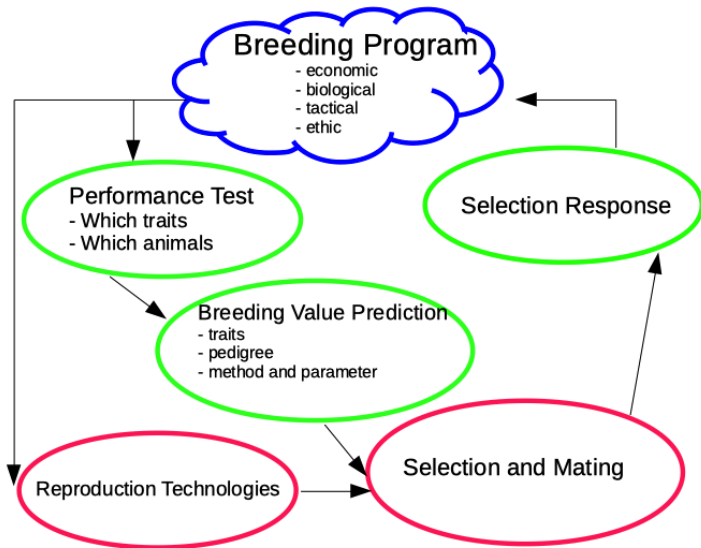 Breeding Program
- economic
- biological
- tactical
- ethic
Performance Test
- Which traits
- Which animals
Selection Response
Breeding Value Prediction
- traits
- pedigree
- method and parameter
Selection and Mating
Reproduction Technologies